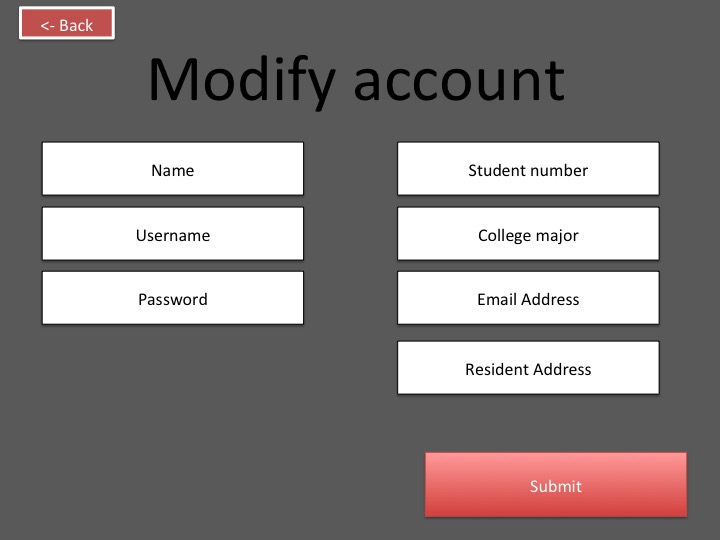 <- Back
Modify account
Name
Student number
Username
College major
Password
Email Address
Resident Address
Submit